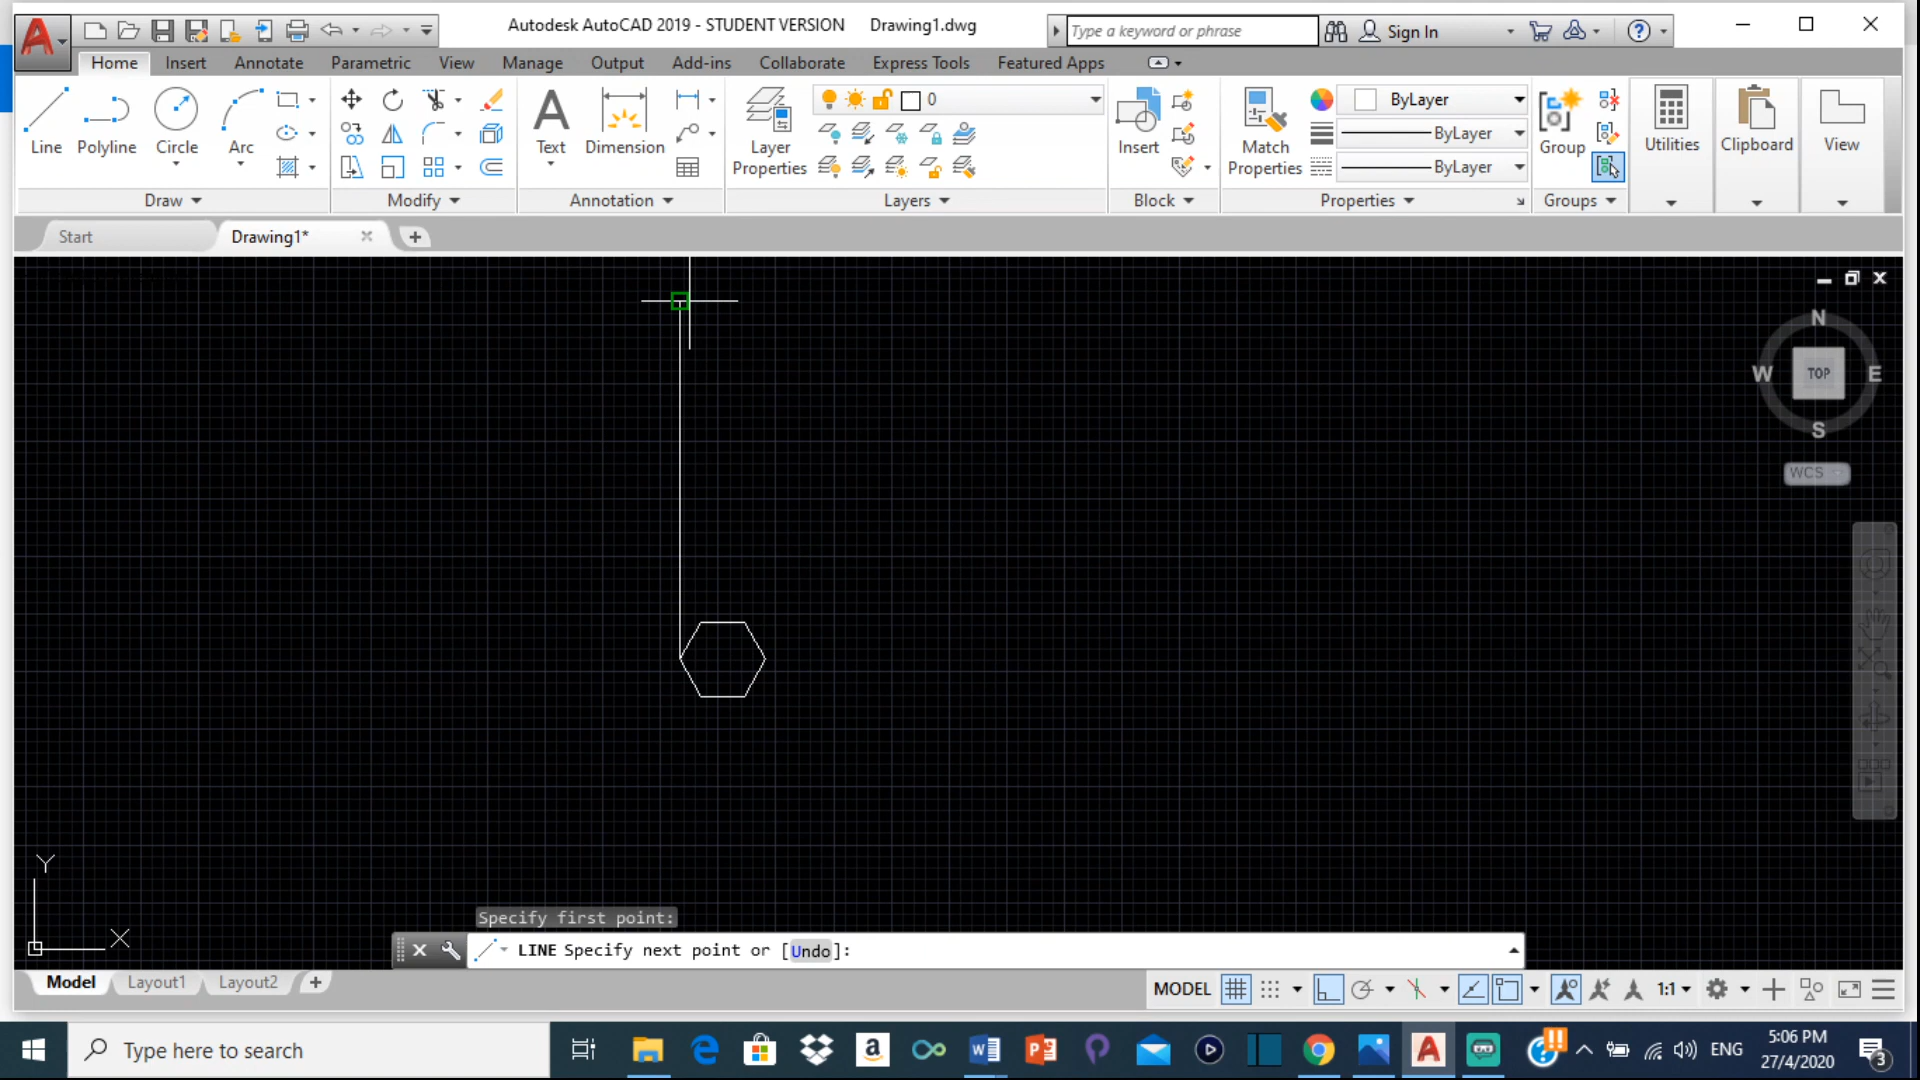 Autodesk AutoCAD 2019 - STUDENT VERSION Drawing1.dwg
Type a keyword or phrase
Sign In
Home Insert Annotate Parametric View Manage Output Add-ins Collaborate Express Tools Featured Apps
0
ByLayer
Line Polyline Circle Arc
Text Dimension
Layer
Properties
Insert
Match
Properties
ByLayer
ByLayer
Group
Utilities
Clipboard
View
Draw Modify Annotation Layers Block Properties Groups
Start Drawing1*
N
W TOP E
S
WCS
Y
X
Specify first point:
LINE Specify next point or [Undo]:
Model Layout1 Layout2
MODEL 1:1
Type here to search
ENG
5:06 PM
27/4/2020
3